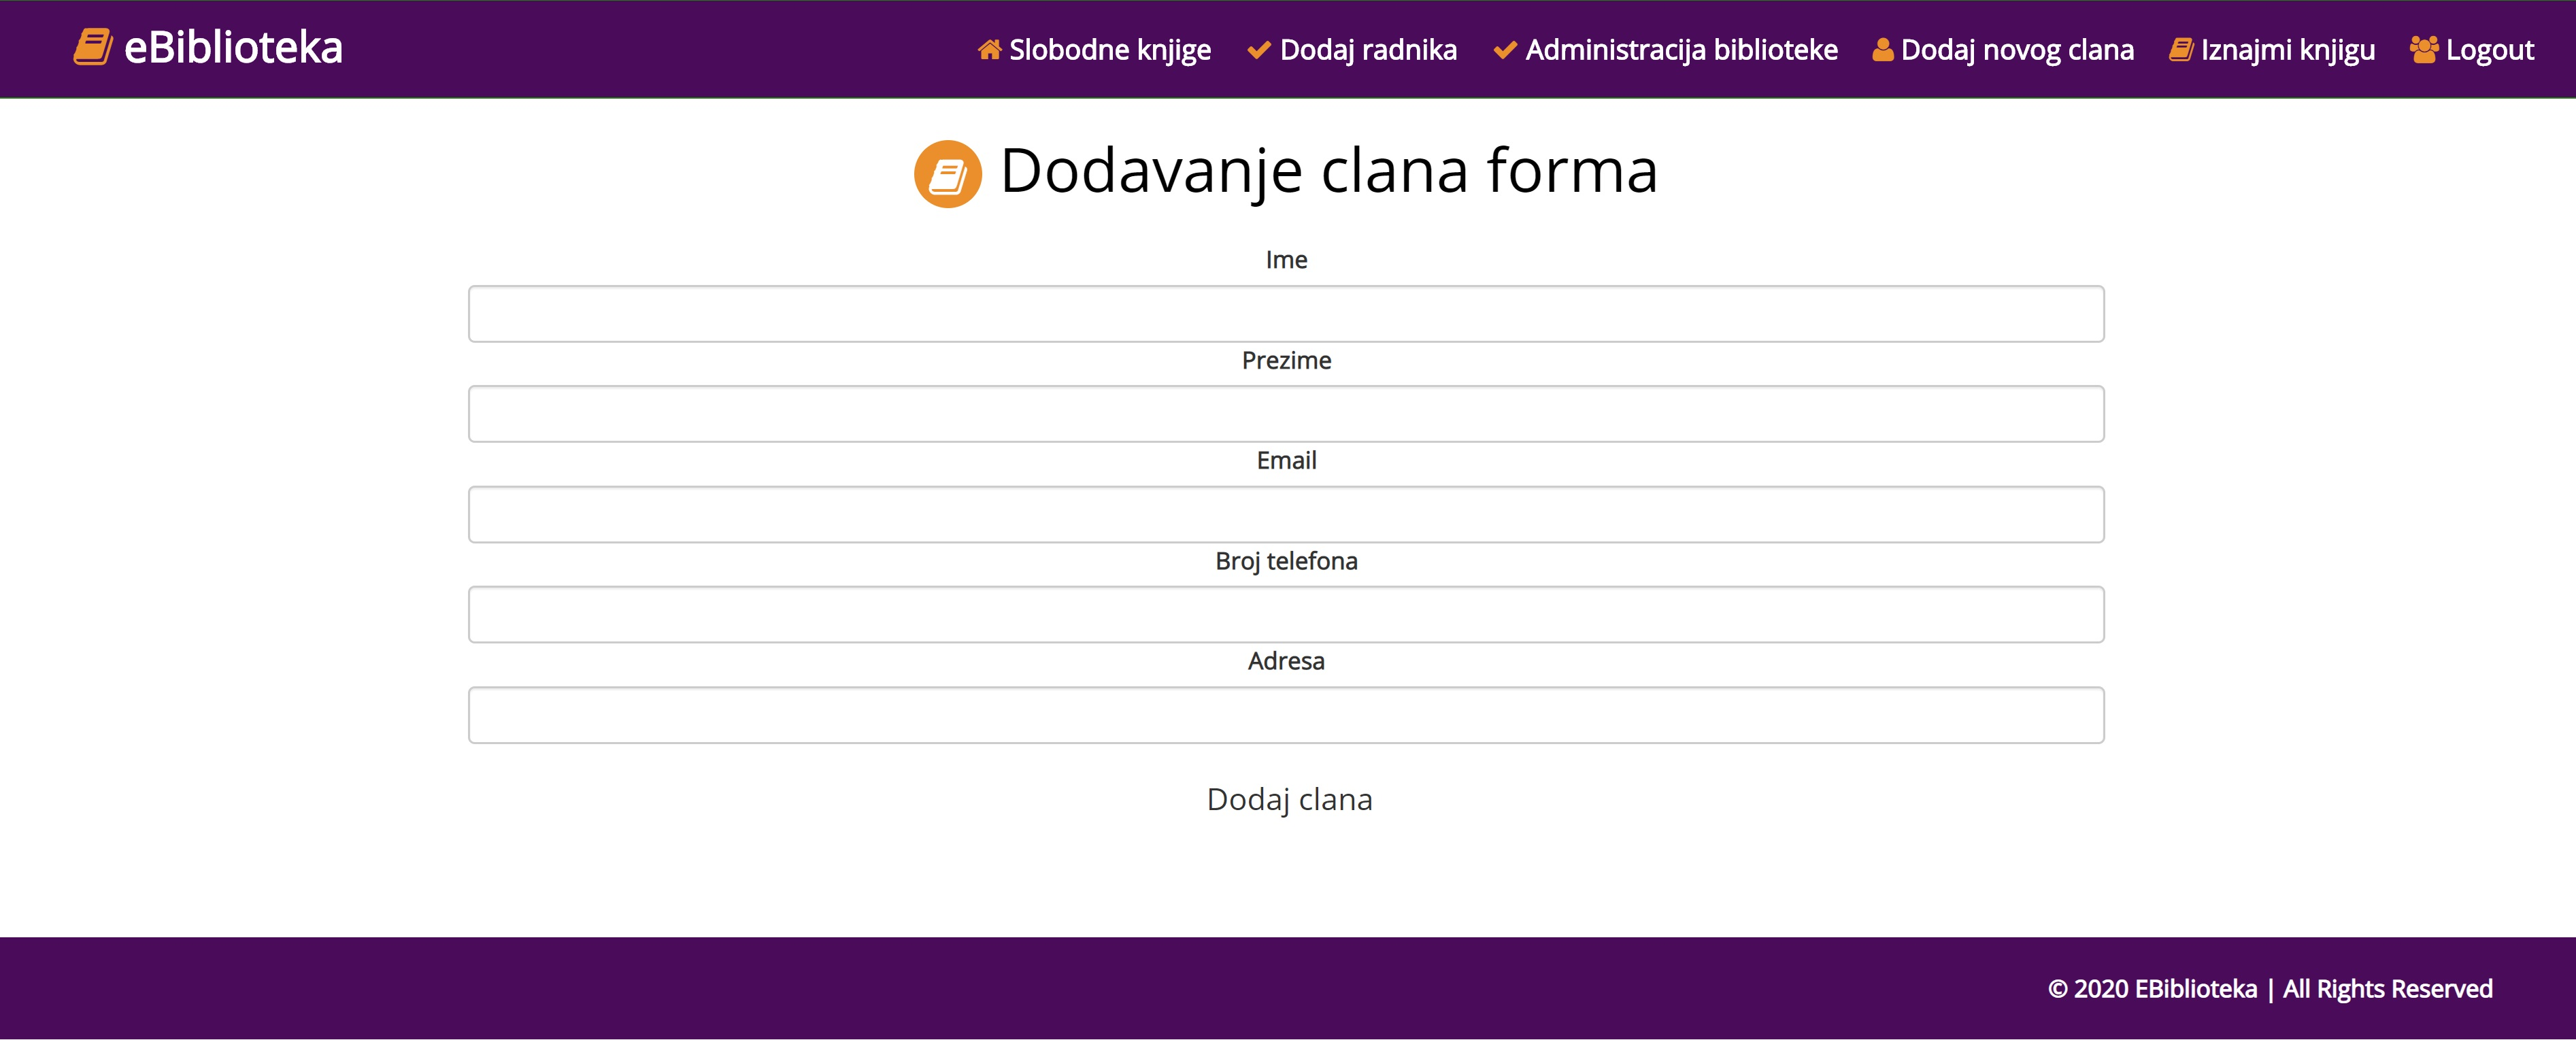 eBiblioteka
Slobodne knjige Dodaj radnika Administracija biblioteke Dodaj novog clana Iznajmi knjigu Logout
Dodavanje clana forma
Ime
Prezime
Email
Broj telefona
Adresa
Dodaj clana
© 2020 EBiblioteka | All Rights Reserved